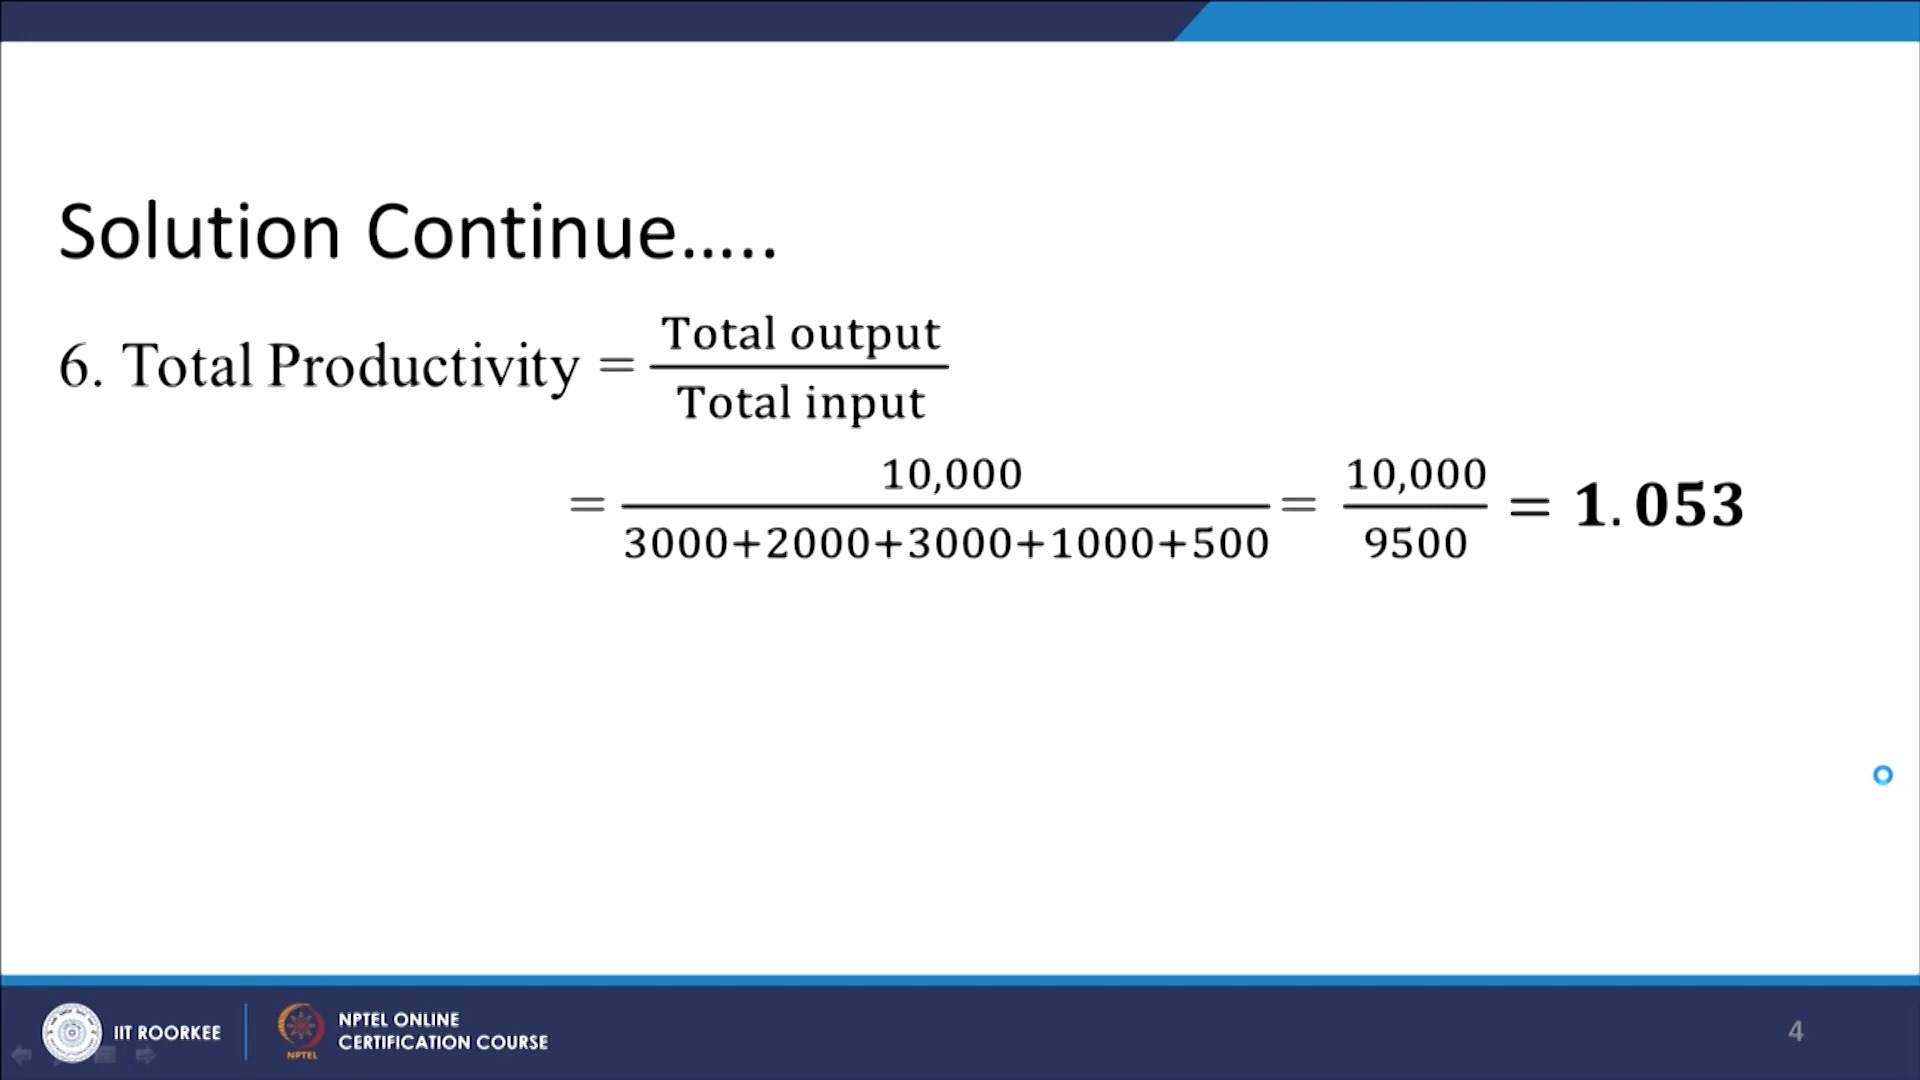 Solution Continue.....
6. Total Productivity = Total output / Total input
= 10,000 / 3000+2000+3000+1000+500 = 10,000 / 9500 = 1.053
IIT ROORKEE
NPTEL
NPTEL ONLINE
CERTIFICATION COURSE
4